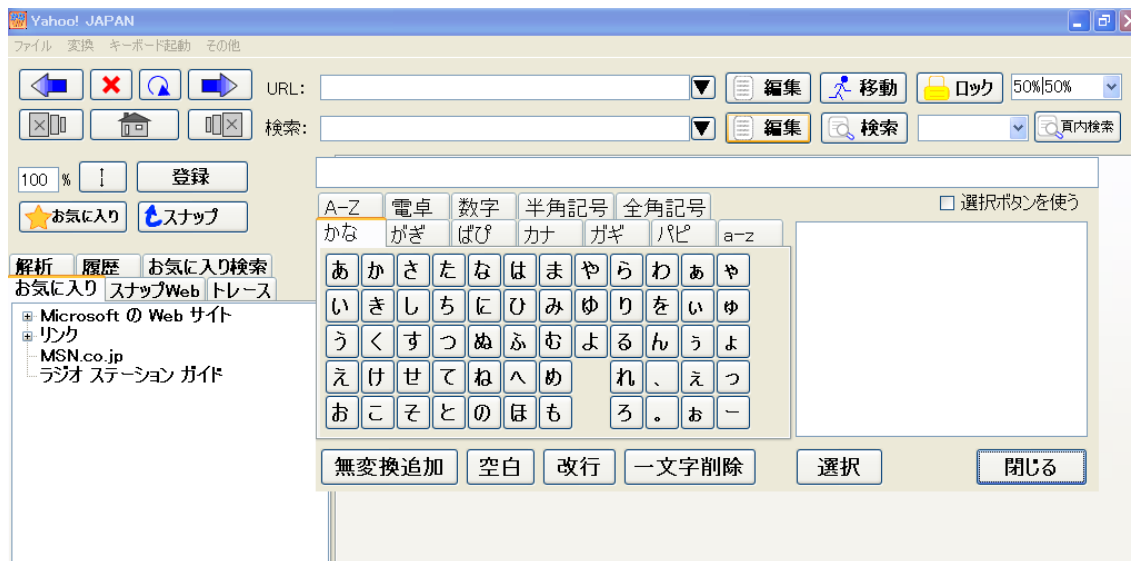 Yahoo! JAPAN
ファイル 変換 キーボード起動 その他
URL: 編集 移動 ロック 50%|50%
検索: 編集 検索 頁内検索
100 % I 登録
お気に入り スナップ
解析 履歴 お気に入り検索
お気に入り スナップWeb トレース
Microsoft の Web サイト
リンク
MSN.co.jp
ラジオ ステーション ガイド
A-Z 電卓 数字 半角記号 全角記号
選択ボタンを使う
かな がぎ ばぴ カナ ガギ パピ a-z
あ か さ た な は ま や ら わ ぁ ゃ
い き し ち に ひ み ゆ り を ぃ ゅ
う く す つ ぬ ふ む よ る ん ぅ ょ
え け せ て ね へ め れ 、 ぇ っ
お こ そ と の ほ も ろ 。 ぉ ー
無変換追加 空白 改行 一文字削除 選択 閉じる